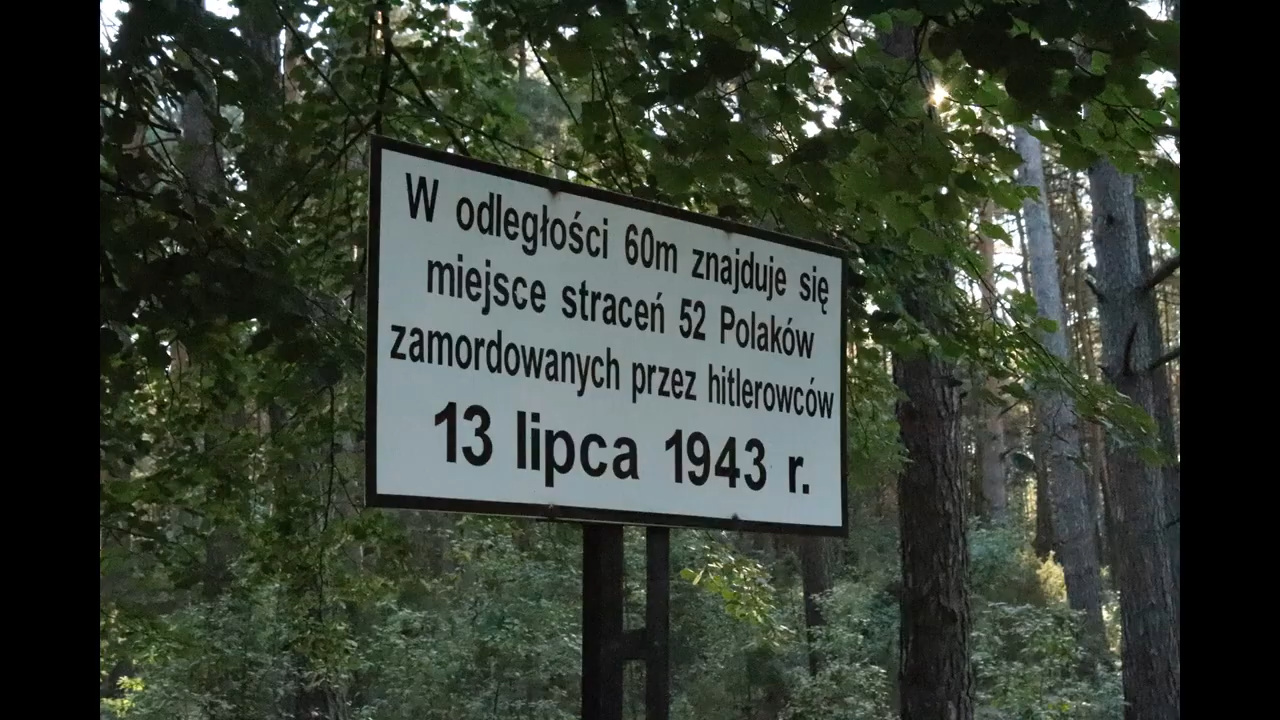 W odległości 60m znajduje się
miejsce straceń 52 Polaków
zamordowanych przez hitlerowców
13 lipca 1943 r.